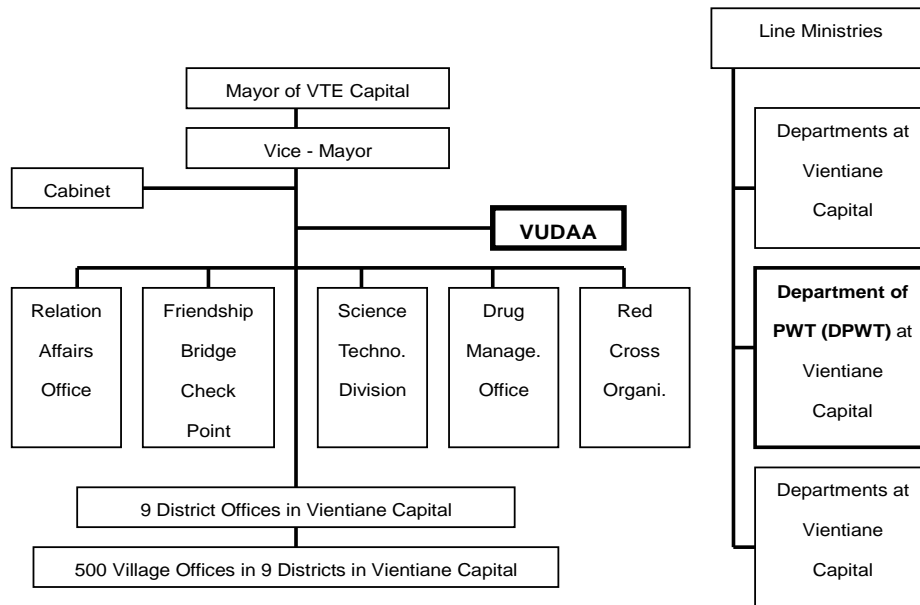 Mayor of VTE Capital
Vice - Mayor
Cabinet
VUDAA
Relation
Affairs
Office
Friendship
Bridge
Check
Point
Science
Techno.
Division
Drug
Manage.
Office
Red
Cross
Organi.
9 District Offices in Vientiane Capital
500 Village Offices in 9 Districts in Vientiane Capital
Line Ministries
Departments at
Vientiane
Capital
Department of
PWT (DPWT) at
Vientiane
Capital
Departments at
Vientiane
Capital